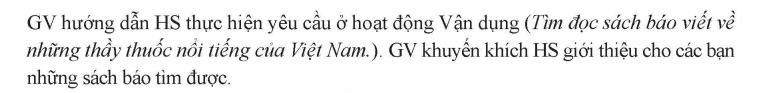 GV hướng dẫn HS thực hiện yêu cầu ở hoạt động Vận dụng (Tìm đọc sách báo viết về
những thầy thuốc nổi tiếng của Việt Nam.). GV khuyến khích HS giới thiệu cho các bạn
những sách báo tìm được.